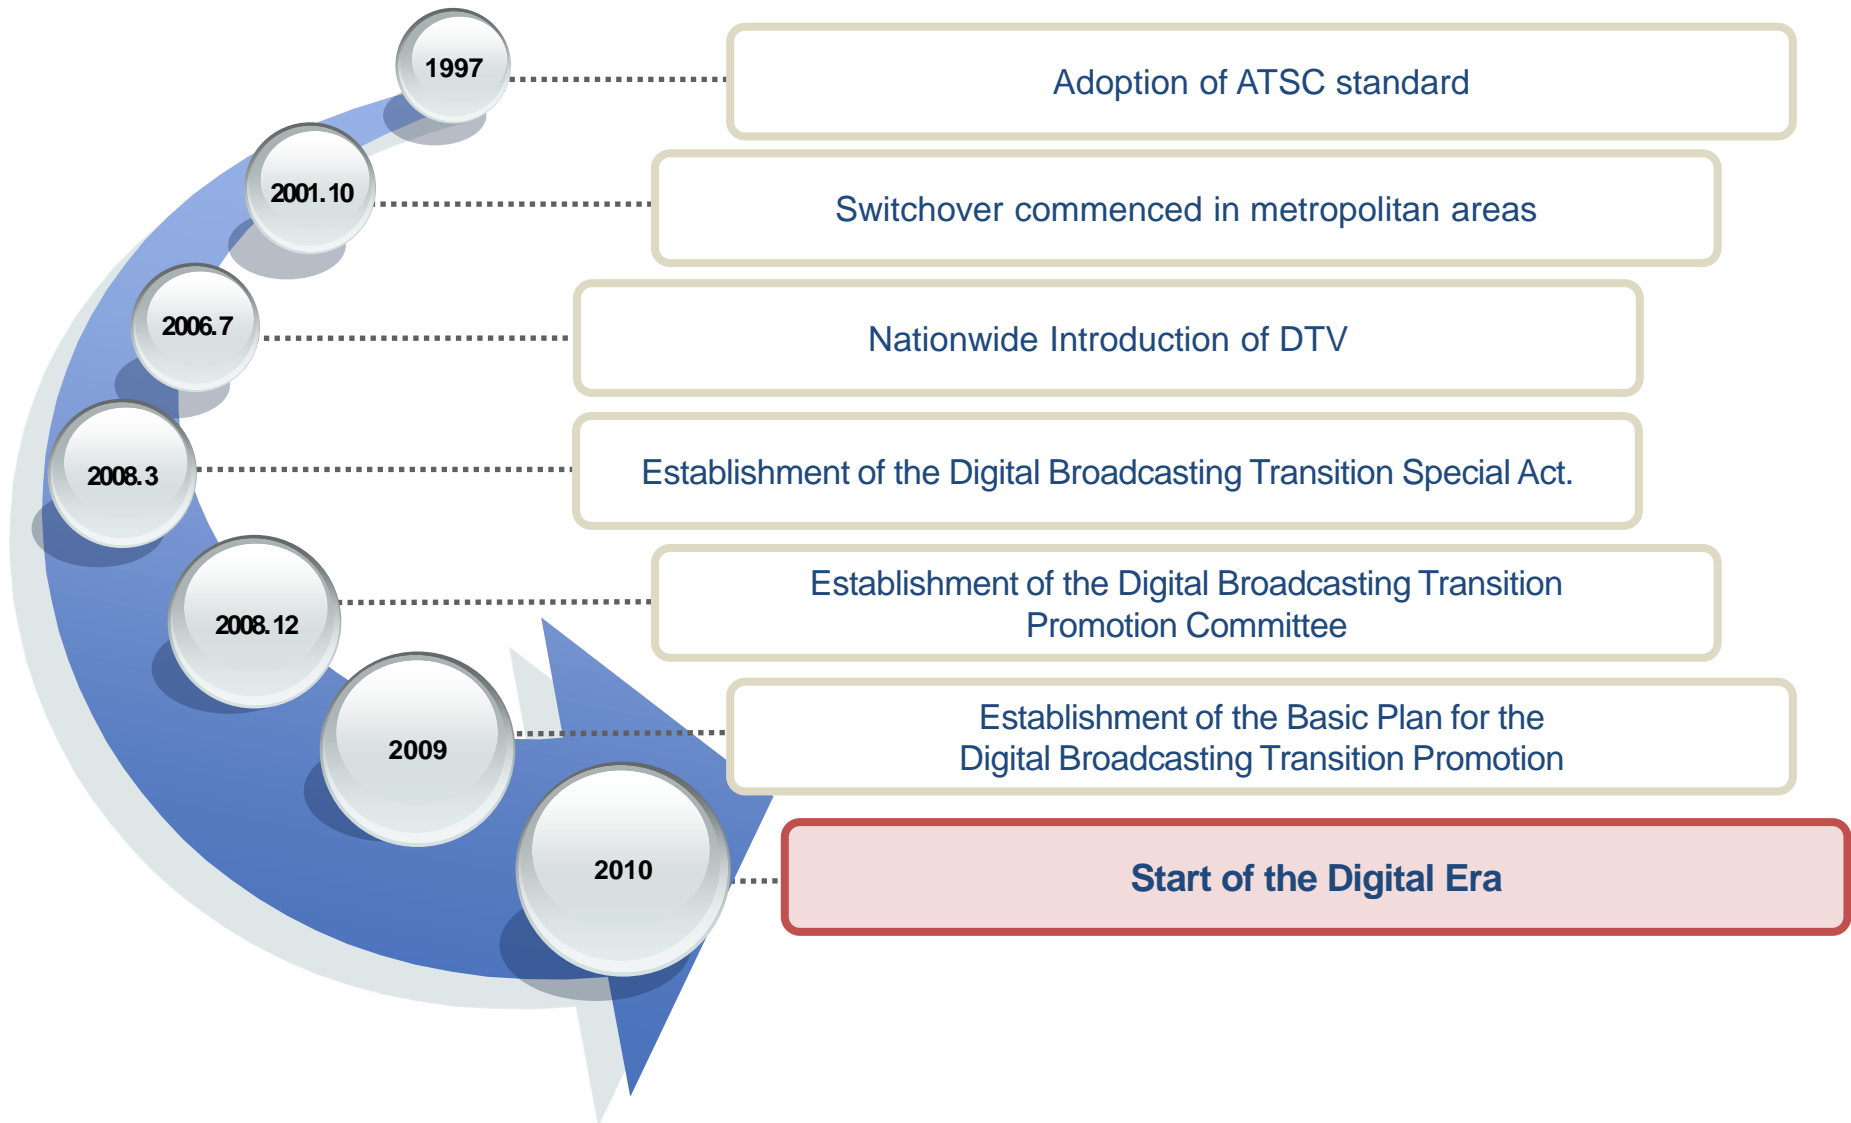 1997
Adoption of ATSC standard
2001.10
Switchover commenced in metropolitan areas
2006.7
Nationwide Introduction of DTV
2008.3
Establishment of the Digital Broadcasting Transition Special Act.
2008.12
Establishment of the Digital Broadcasting Transition
Promotion Committee
2009
Establishment of the Basic Plan for the
Digital Broadcasting Transition Promotion
2010
Start of the Digital Era